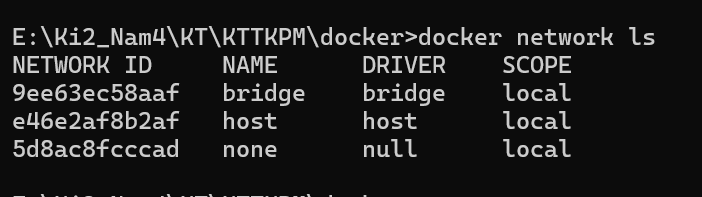 E:\Ki2_Nam4\KT\KTTKPM\docker>docker network ls
NETWORK ID     NAME      DRIVER    SCOPE
9ee63ec58aaf   bridge    bridge    local
e46e2af8b2af   host      host      local
5d8ac8fcccad   none      null      local